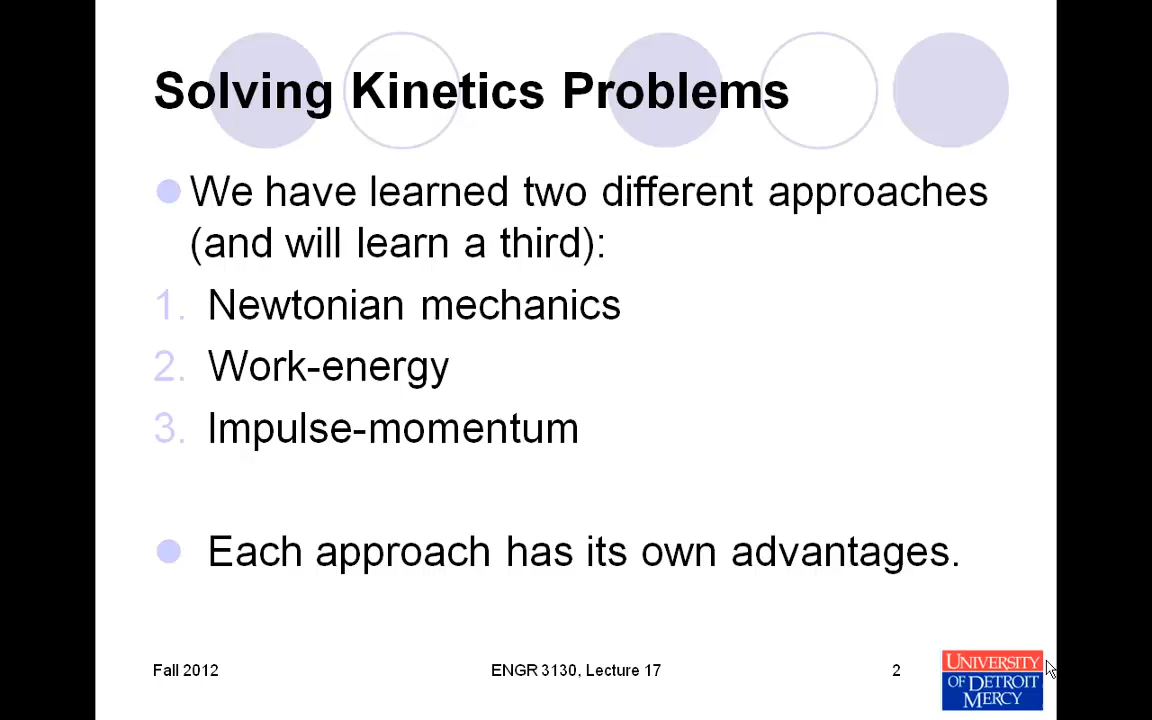 Solving Kinetics Problems
We have learned two different approaches
(and will learn a third):
1. Newtonian mechanics
2. Work-energy
3. Impulse-momentum
Each approach has its own advantages.
Fall 2012
ENGR 3130, Lecture 17
2
UNIVERSITY
OF DETROIT
MERCY